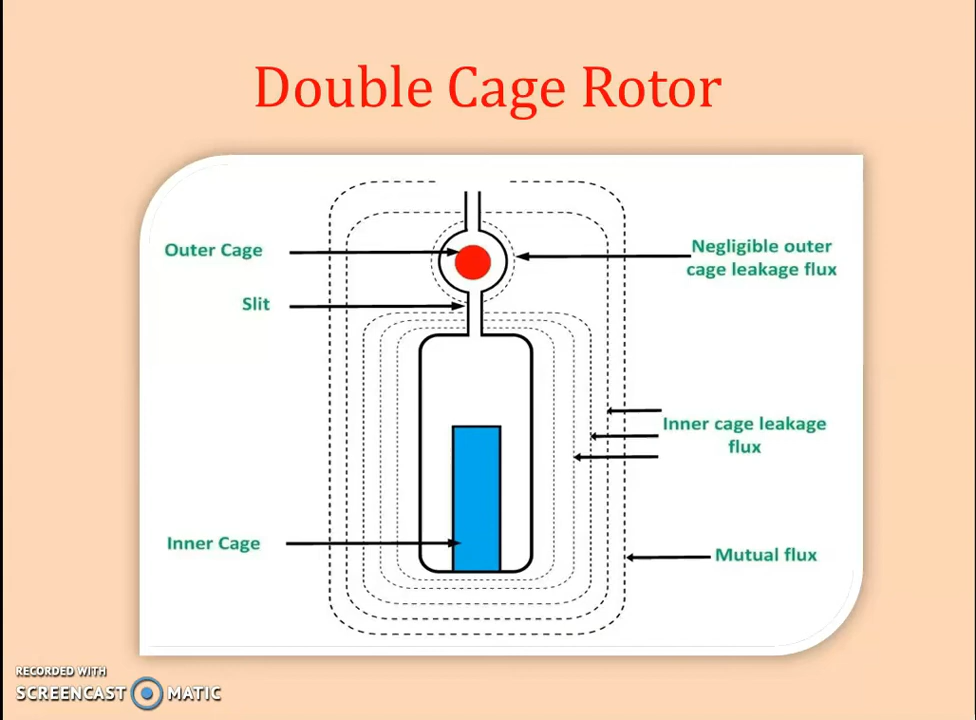 Double Cage Rotor
Outer Cage
Negligible outer
cage leakage flux
Slit
Inner cage leakage
flux
Inner Cage
Mutual flux
RECORDED WITH
SCREENCAST MATIC